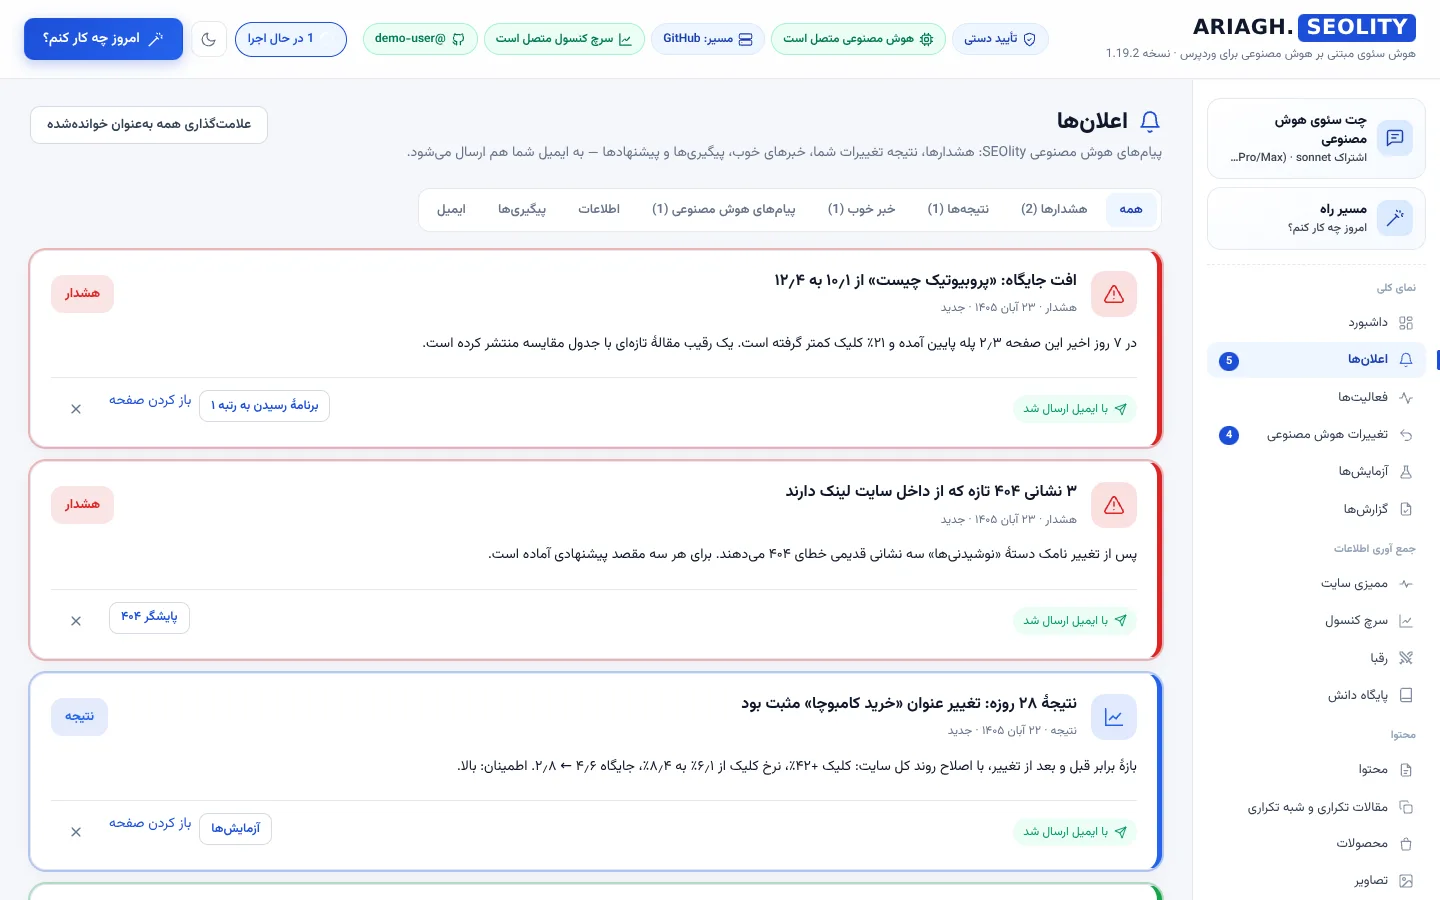 ARIAGH. SEOLITY
هوش سئوی مبتنی بر هوش مصنوعی برای وردپرس · نسخه 1.19.2
تأیید دستی
هوش مصنوعی متصل است
مسیر: GitHub
سرچ کنسول متصل است
@demo-user
1 در حال اجرا
امروز چه کار کنم؟
چت سئوی هوش مصنوعی
اشتراک Pro/Max) · sonnet...
مسیر راه
امروز چه کار کنم؟
نمای کلی
داشبورد
اعلان‌ها 5
فعالیت‌ها
تغییرات هوش مصنوعی 4
آزمایش‌ها
گزارش‌ها
جمع آوری اطلاعات
ممیزی سایت
سرچ کنسول
رقبا
پایگاه دانش
محتوا
محتوا
مقالات تکراری و شبه تکراری
محصولات
تصاویر
اعلان‌ها
پیام‌های هوش مصنوعی SEOlity: هشدارها، نتیجه تغییرات شما، خبرهای خوب، پیگیری‌ها و پیشنهادها — به ایمیل شما هم ارسال می‌شود.
علامت‌گذاری همه به‌عنوان خوانده‌شده
همه
هشدارها (2)
نتیجه‌ها (1)
خبر خوب (1)
پیام‌های هوش مصنوعی (1)
اطلاعات
پیگیری‌ها
ایمیل
افت جایگاه: «پروبیوتیک چیست» از ۱۰٫۱ به ۱۲٫۴
هشدار · ۲۳ آبان ۱۴۰۵ · جدید
هشدار
در ۷ روز اخیر این صفحه ۲٫۳ پله پایین آمده و ۲۱٪ کلیک کمتر گرفته است. یک رقیب مقالهٔ تازه‌ای با جدول مقایسه منتشر کرده است.
با ایمیل ارسال شد
برنامهٔ رسیدن به رتبه ۱
باز کردن صفحه
۳ نشانی ۴۰۴ تازه که از داخل سایت لینک دارند
هشدار · ۲۳ آبان ۱۴۰۵ · جدید
هشدار
پس از تغییر نامک دستهٔ «نوشیدنی‌ها» سه نشانی قدیمی خطای ۴۰۴ می‌دهند. برای هر سه مقصد پیشنهادی آماده است.
با ایمیل ارسال شد
پایشگر ۴۰۴
نتیجهٔ ۲۸ روزه: تغییر عنوان «خرید کامبوچا» مثبت بود
نتیجه · ۲۲ آبان ۱۴۰۵ · جدید
نتیجه
بازهٔ برابر قبل و بعد از تغییر، با اصلاح روند کل سایت: کلیک +۴۲٪، نرخ کلیک از ۶٫۱٪ به ۸٫۴٪، جایگاه ۴٫۶ ← ۲٫۸. اطمینان: بالا.
با ایمیل ارسال شد
آزمایش‌ها
باز کردن صفحه